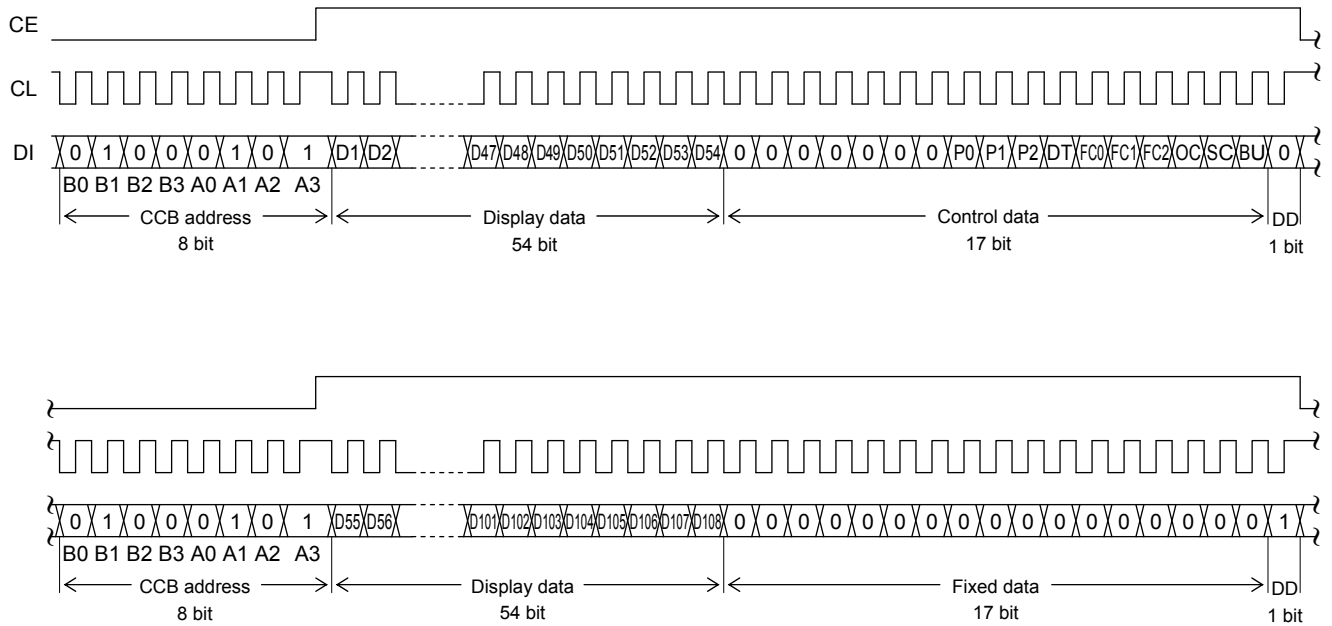 CE
CL
DI 0 1 0 0 0 1 0 1 D1 D2 D47 D48 D49 D50 D51 D52 D53 D54 0 0 0 0 0 0 0 P0 P1 P2 DT FC0 FC1 FC2 OC SC BU 0
B0 B1 B2 B3 A0 A1 A2 A3
CCB address Display data Control data DD
8 bit 54 bit 17 bit 1 bit
0 1 0 0 0 1 0 1 D55 D56 D101 D102 D103 D104 D105 D106 D107 D108 0 0 0 0 0 0 0 0 0 0 0 0 0 0 0 0 0 1
B0 B1 B2 B3 A0 A1 A2 A3
CCB address Display data Fixed data DD
8 bit 54 bit 17 bit 1 bit